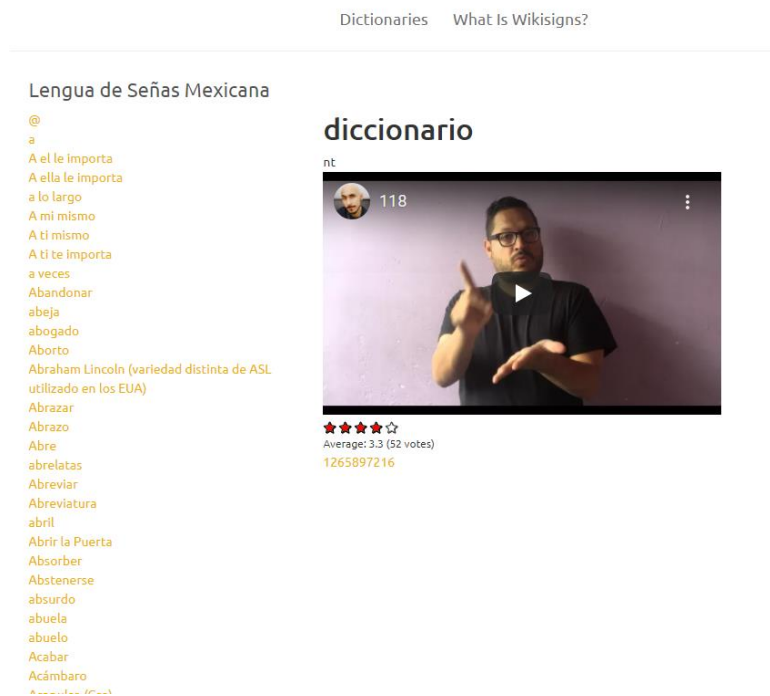 Dictionaries What Is Wikisigns?
Lengua de Señas Mexicana
@
a
A el le importa
A ella le importa
a lo largo
A mi mismo
A ti mismo
A ti te importa
a veces
Abandonar
abeja
abogado
Aborto
Abraham Lincoln (variedad distinta de ASL
utilizado en los EUA)
Abrazar
Abrazo
Abre
abrelatas
Abreviar
Abreviatura
abril
Abrir la Puerta
Absorber
Abstenerse
absurdo
abuela
abuelo
Acabar
Acámbaro
diccionario
nt
118
Average: 3.3 (52 votes)
1265897216